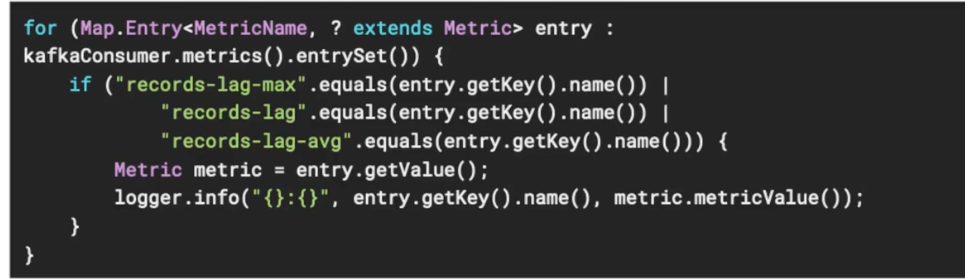 for (Map.Entry<MetricName, ? extends Metric> entry :
kafkaConsumer.metrics().entrySet()) {
    if ("records-lag-max".equals(entry.getKey().name()) |
            "records-lag".equals(entry.getKey().name()) |
            "records-lag-avg".equals(entry.getKey().name())) {
        Metric metric = entry.getValue();
        logger.info("{}:{}", entry.getKey().name(), metric.metricValue());
    }
}